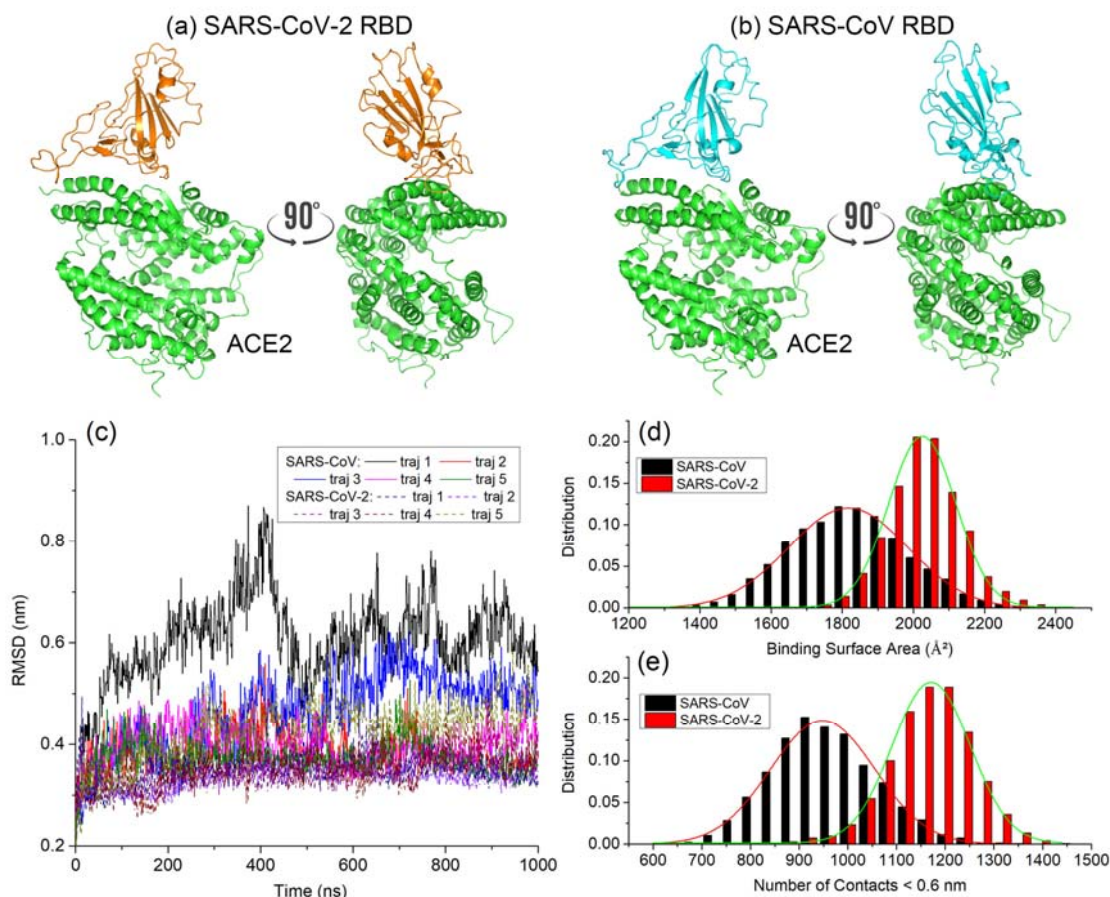 (a) SARS-CoV-2 RBD
(b) SARS-CoV RBD
90°
90°
ACE2
ACE2
(c)
1.0
0.8
0.6
0.4
0.2
RMSD (nm)
SARS-CoV: traj 1 traj 2
traj 3 traj 4 traj 5
SARS-CoV-2: traj 1 traj 2
traj 3 traj 4 traj 5
0 200 400 600 800 1000
Time (ns)
(d)
0.20
0.15
0.10
0.05
0.00
Distribution
SARS-CoV
SARS-CoV-2
1200 1400 1600 1800 2000 2200 2400
Binding Surface Area (Å²)
(e)
0.20
0.15
0.10
0.05
0.00
Distribution
SARS-CoV
SARS-CoV-2
600 700 800 900 1000 1100 1200 1300 1400 1500
Number of Contacts < 0.6 nm